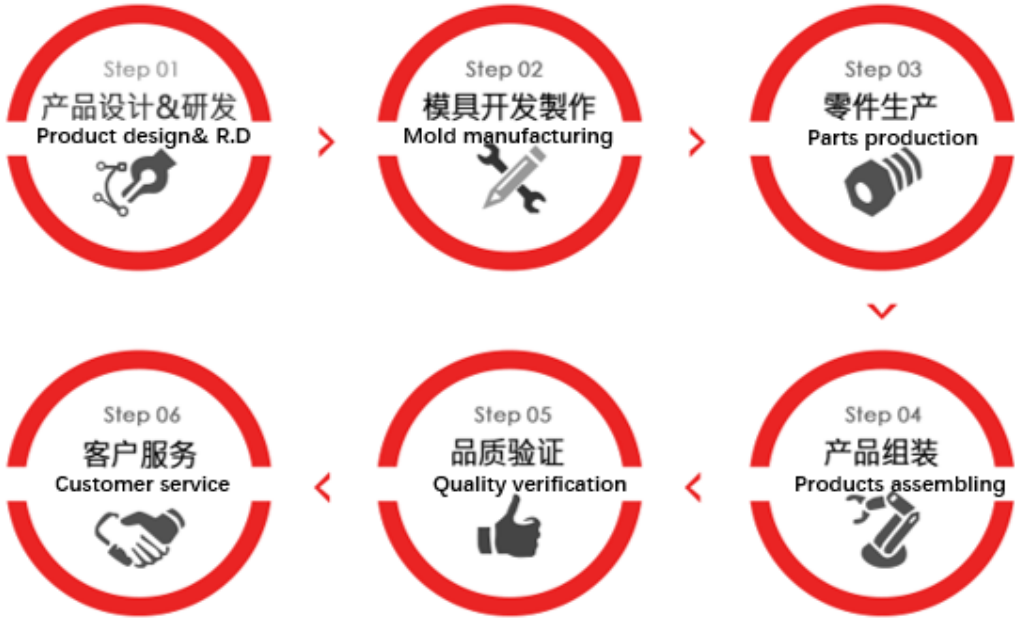 Step 01
产品设计&研发
Product design& R.D
Step 02
模具开发製作
Mold manufacturing
Step 03
零件生产
Parts production
Step 04
产品组装
Products assembling
Step 05
品质验证
Quality verification
Step 06
客户服务
Customer service